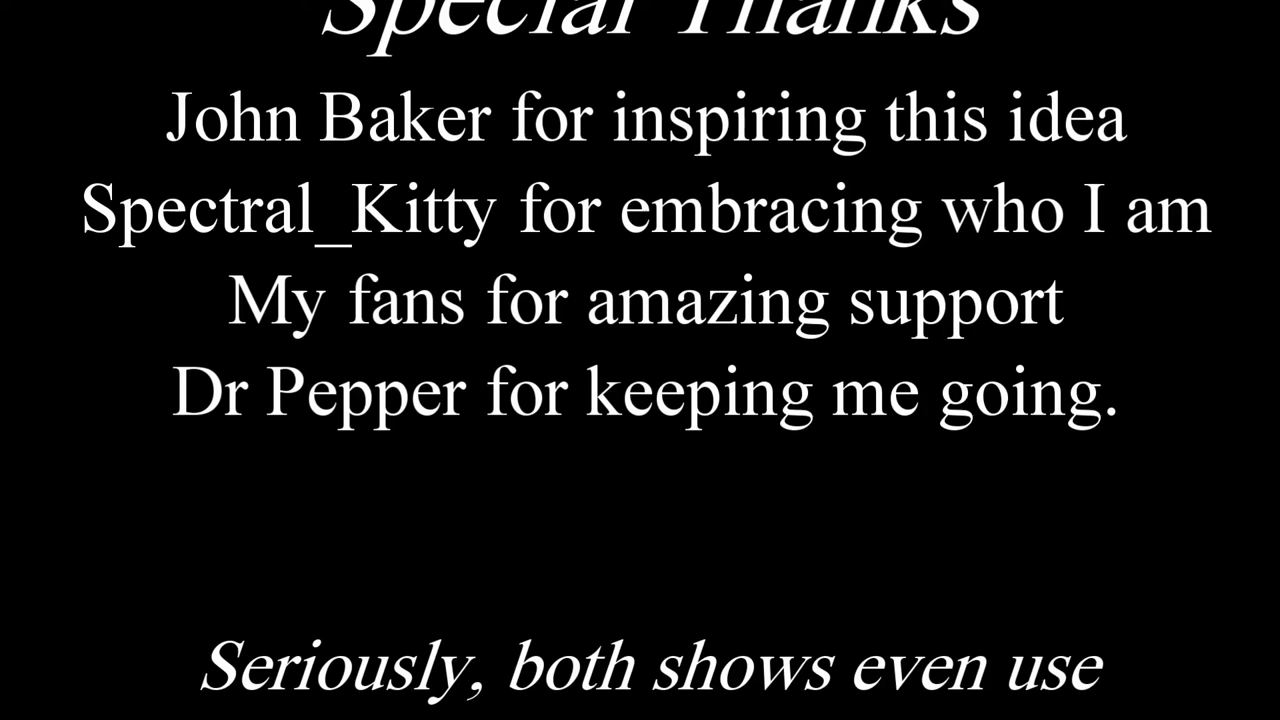 Special Thanks
John Baker for inspiring this idea
Spectral_Kitty for embracing who I am
My fans for amazing support
Dr Pepper for keeping me going.
Seriously, both shows even use